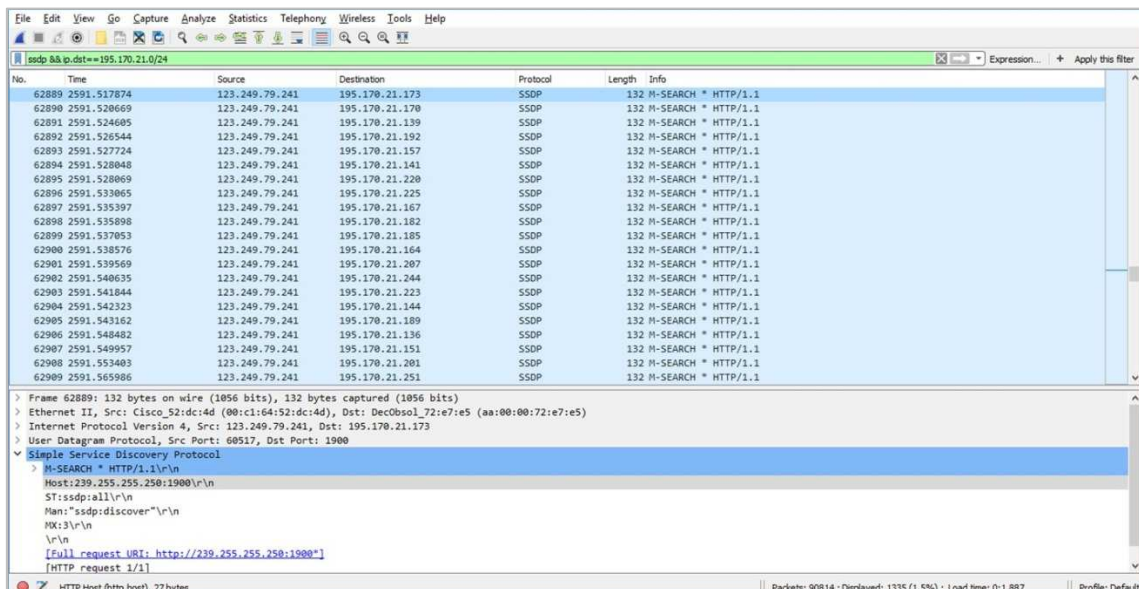 File Edit View Go Capture Analyze Statistics Telephony Wireless Tools Help
ssdp && ip.dst==195.170.21.0/24 Expression... + Apply this filter
No. Time Source Destination Protocol Length Info
62889 2591.517874 123.249.79.241 195.170.21.173 SSDP 132 M-SEARCH * HTTP/1.1
62890 2591.520669 123.249.79.241 195.170.21.170 SSDP 132 M-SEARCH * HTTP/1.1
62891 2591.524605 123.249.79.241 195.170.21.139 SSDP 132 M-SEARCH * HTTP/1.1
62892 2591.526544 123.249.79.241 195.170.21.192 SSDP 132 M-SEARCH * HTTP/1.1
62893 2591.527724 123.249.79.241 195.170.21.157 SSDP 132 M-SEARCH * HTTP/1.1
62894 2591.528048 123.249.79.241 195.170.21.141 SSDP 132 M-SEARCH * HTTP/1.1
62895 2591.528069 123.249.79.241 195.170.21.220 SSDP 132 M-SEARCH * HTTP/1.1
62896 2591.533065 123.249.79.241 195.170.21.225 SSDP 132 M-SEARCH * HTTP/1.1
62897 2591.535397 123.249.79.241 195.170.21.167 SSDP 132 M-SEARCH * HTTP/1.1
62898 2591.535898 123.249.79.241 195.170.21.182 SSDP 132 M-SEARCH * HTTP/1.1
62899 2591.537053 123.249.79.241 195.170.21.185 SSDP 132 M-SEARCH * HTTP/1.1
62900 2591.538576 123.249.79.241 195.170.21.164 SSDP 132 M-SEARCH * HTTP/1.1
62901 2591.539569 123.249.79.241 195.170.21.207 SSDP 132 M-SEARCH * HTTP/1.1
62902 2591.540635 123.249.79.241 195.170.21.244 SSDP 132 M-SEARCH * HTTP/1.1
62903 2591.541844 123.249.79.241 195.170.21.223 SSDP 132 M-SEARCH * HTTP/1.1
62904 2591.542323 123.249.79.241 195.170.21.144 SSDP 132 M-SEARCH * HTTP/1.1
62905 2591.543162 123.249.79.241 195.170.21.189 SSDP 132 M-SEARCH * HTTP/1.1
62906 2591.548482 123.249.79.241 195.170.21.136 SSDP 132 M-SEARCH * HTTP/1.1
62907 2591.549957 123.249.79.241 195.170.21.151 SSDP 132 M-SEARCH * HTTP/1.1
62908 2591.553403 123.249.79.241 195.170.21.201 SSDP 132 M-SEARCH * HTTP/1.1
62909 2591.565986 123.249.79.241 195.170.21.251 SSDP 132 M-SEARCH * HTTP/1.1
> Frame 62889: 132 bytes on wire (1056 bits), 132 bytes captured (1056 bits)
> Ethernet II, Src: Cisco_52:dc:4d (00:c1:64:52:dc:4d), Dst: DecObsol_72:e7:e5 (aa:00:00:72:e7:e5)
> Internet Protocol Version 4, Src: 123.249.79.241, Dst: 195.170.21.173
> User Datagram Protocol, Src Port: 60517, Dst Port: 1900
Simple Service Discovery Protocol
> M-SEARCH * HTTP/1.1\r\n
Host:239.255.255.250:1900\r\n
ST:ssdp:all\r\n
Man:"ssdp:discover"\r\n
MX:3\r\n
\r\n
[Full request URI: http://239.255.255.250:1900*]
[HTTP request 1/1]
HTTP Host (http.host), 27 bytes Packets: 90814 · Displayed: 1335 (1.5%) · Load time: 0:1.887 Profile: Default